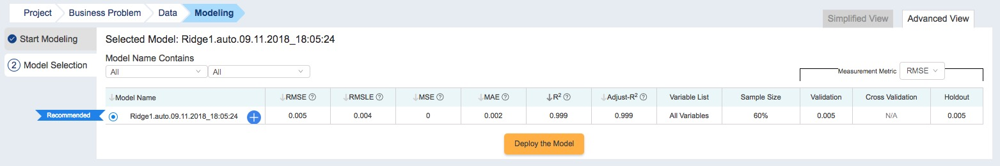 Project Business Problem Data Modeling
Simplified View Advanced View
Start Modeling
2 Model Selection
Selected Model: Ridge1.auto.09.11.2018_18:05:24
Model Name Contains
All All
Measurement Metric RMSE
Model Name RMSE ? RMSLE ? MSE ? MAE ? R² ? Adjust-R² ? Variable List Sample Size Validation Cross Validation Holdout
Recommended Ridge1.auto.09.11.2018_18:05:24 0.005 0.004 0 0.002 0.999 0.999 All Variables 60% 0.005 N/A 0.005
Deploy the Model